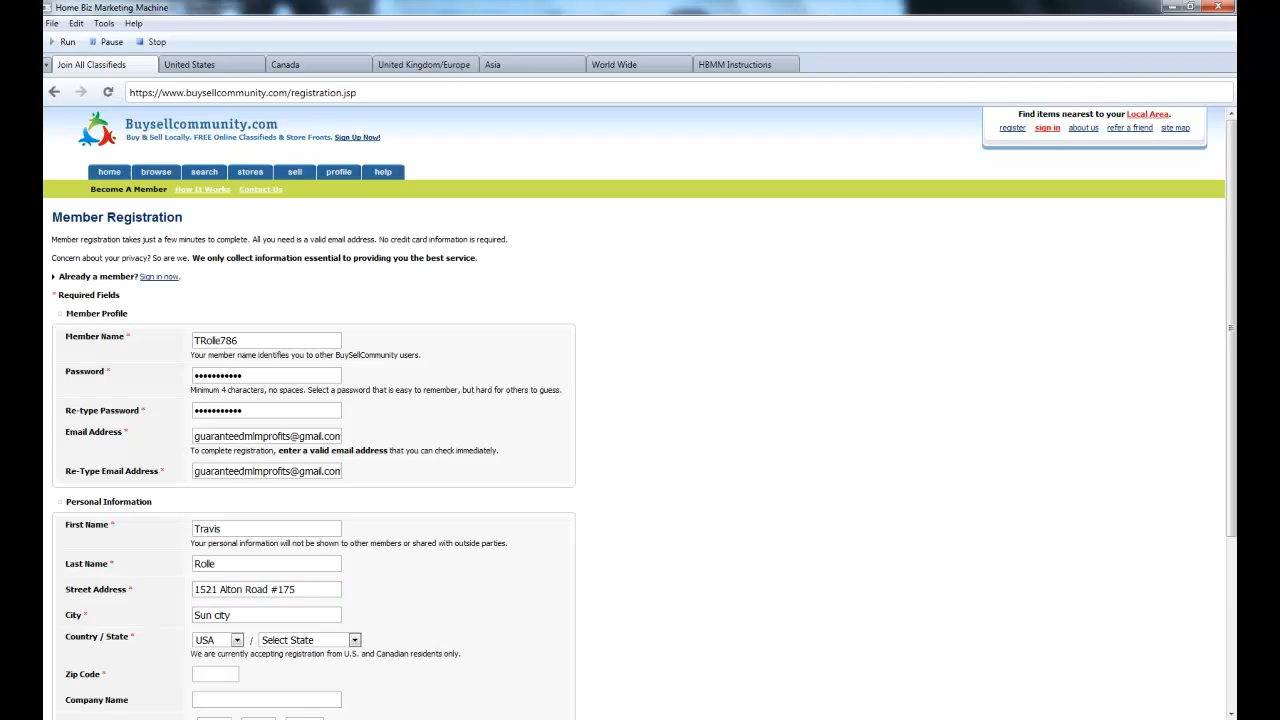 Home Biz Marketing Machine
File Edit Tools Help
Run Pause Stop
Join All Classifieds United States Canada United Kingdom/Europe Asia World Wide HBMM Instructions
https://www.buysellcommunity.com/registration.jsp
Buysellcommunity.com
Buy & Sell Locally. FREE Online Classifieds & Store Fronts. Sign Up Now!
Find items nearest to your Local Area.
register sign in about us refer a friend site map
home browse search stores sell profile help
Become A Member How It Works Contact Us
Member Registration
Member registration takes just a few minutes to complete. All you need is a valid email address. No credit card information is required.
Concern about your privacy? So are we. We only collect information essential to providing you the best service.
Already a member? Sign in now.
* Required Fields
Member Profile
Member Name * TRolle786
Your member name identifies you to other BuySellCommunity users.
Password * •••••••••••
Minimum 4 characters, no spaces. Select a password that is easy to remember, but hard for others to guess.
Re-type Password * •••••••••••
Email Address * guaranteedmlmprofits@gmail.com
To complete registration, enter a valid email address that you can check immediately.
Re-Type Email Address * guaranteedmlmprofits@gmail.com
Personal Information
First Name * Travis
Your personal information will not be shown to other members or shared with outside parties.
Last Name * Rolle
Street Address * 1521 Alton Road #175
City * Sun city
Country / State * USA / Select State
We are currently accepting registration from U.S. and Canadian residents only.
Zip Code *
Company Name